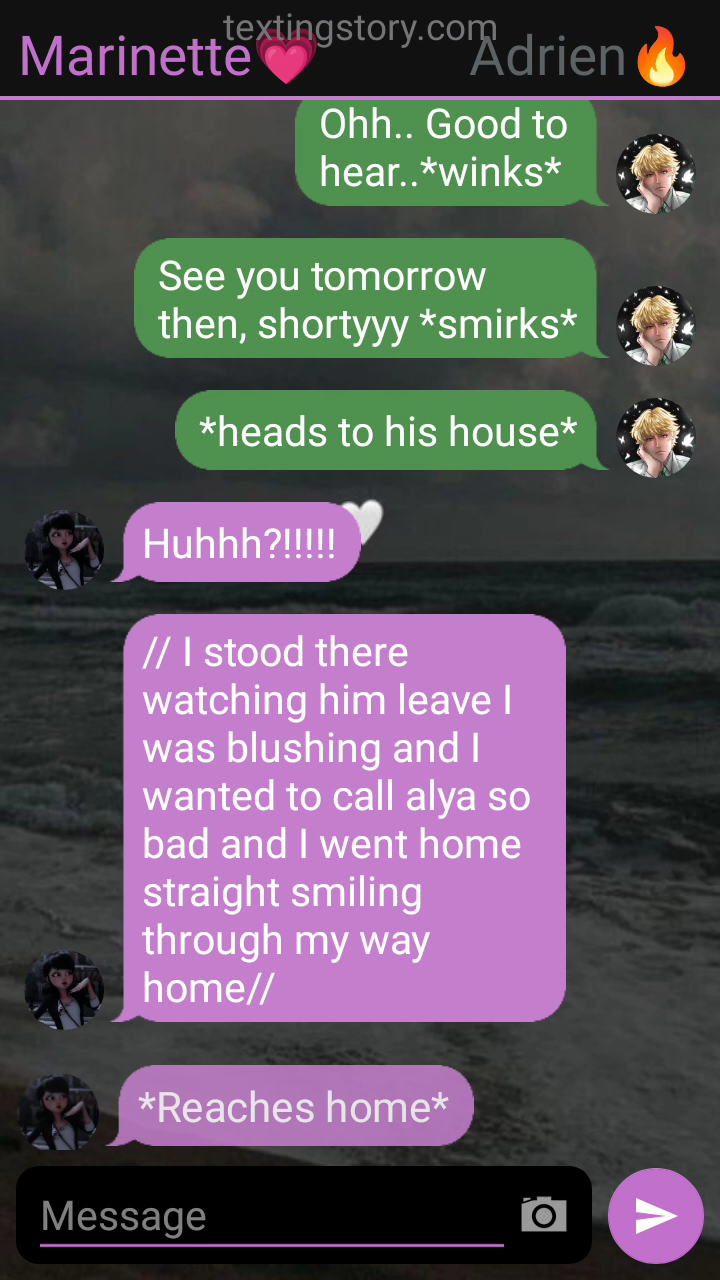 textingstory.com
Marinette💗 Adrien🔥
Ohh.. Good to
hear..*winks*
See you tomorrow
then, shortyyy *smirks*
*heads to his house*
Huhhh?!!!!!
// I stood there
watching him leave I
was blushing and I
wanted to call alya so
bad and I went home
straight smiling
through my way
home//
*Reaches home*
Message